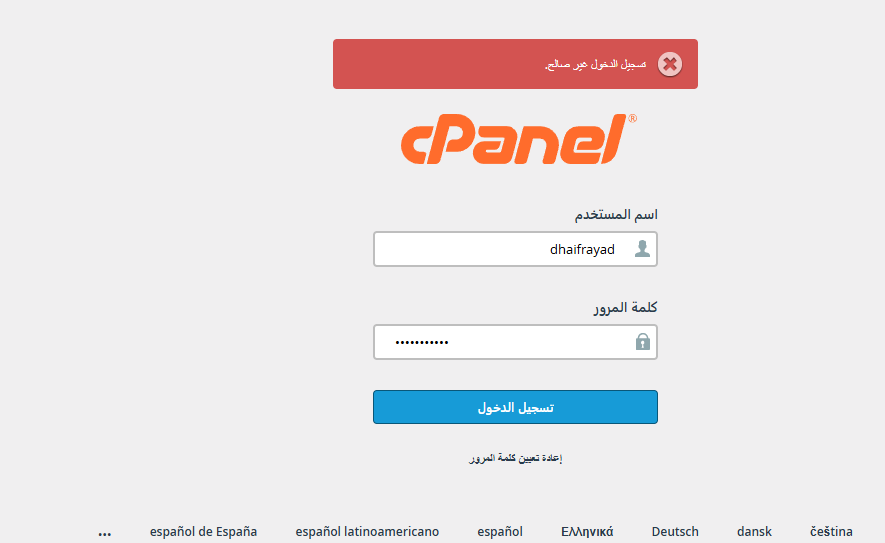 تسجيل الدخول غير صالح.
cPanel®
اسم المستخدم
dhaifrayad
كلمة المرور
•••••••••••
تسجيل الدخول
إعادة تعيين كلمة المرور
... español de España español latinoamericano español Ελληνικά Deutsch dansk čeština